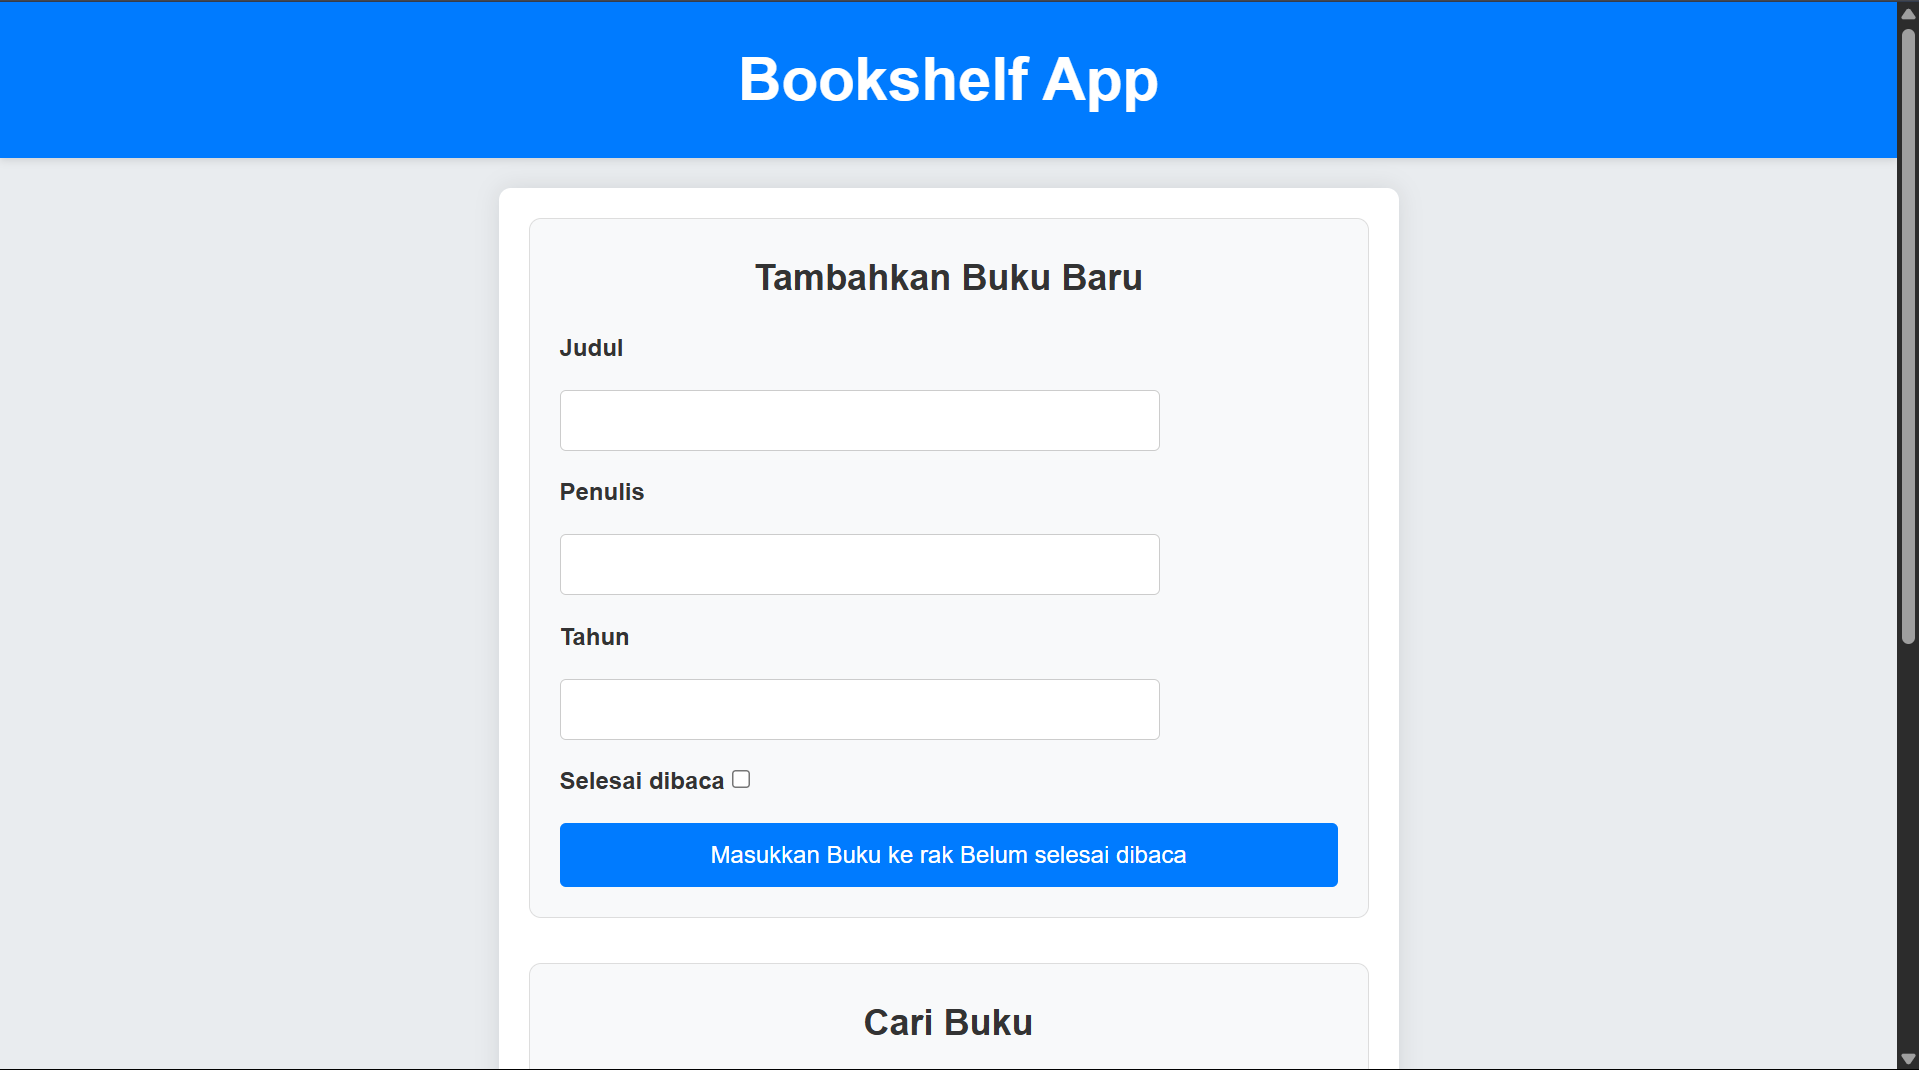 Bookshelf App
Tambahkan Buku Baru
Judul
Penulis
Tahun
Selesai dibaca
Masukkan Buku ke rak Belum selesai dibaca
Cari Buku